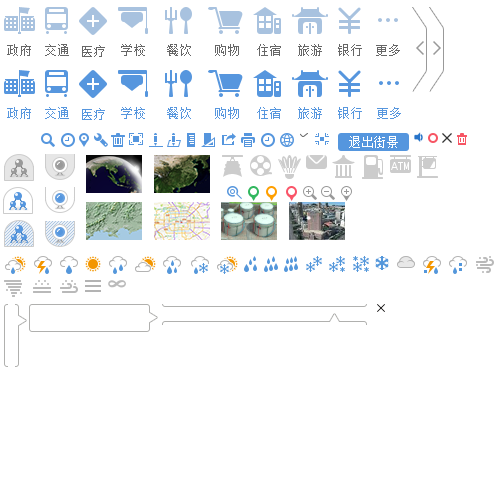 政府 交通 医疗 学校 餐饮 购物 住宿 旅游 银行 更多
政府 交通 医疗 学校 餐饮 购物 住宿 旅游 银行 更多
退出街景
ATM